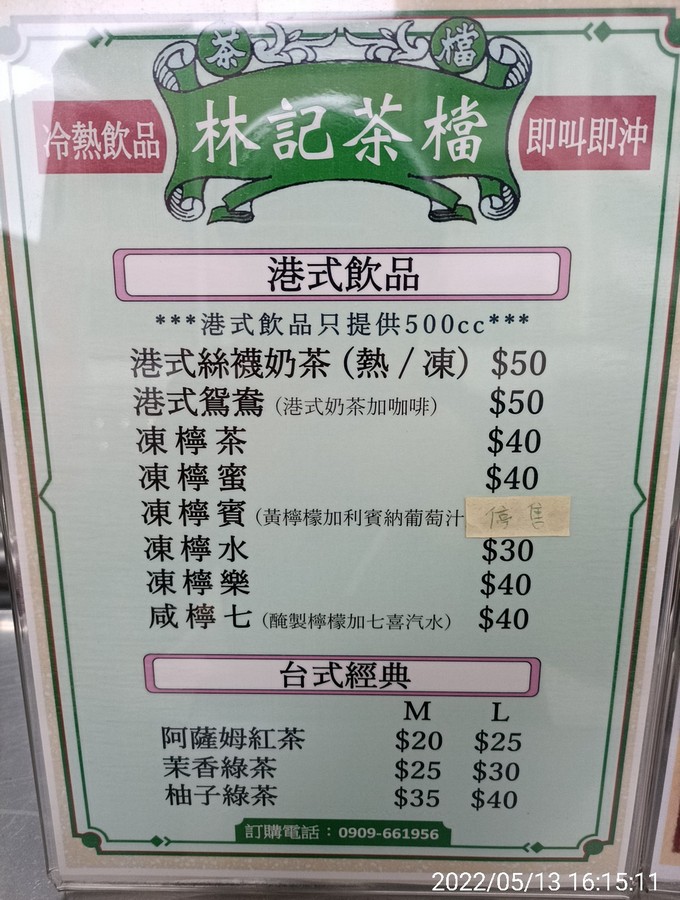 茶 檔
冷熱飲品 林記茶檔 即叫即沖
港式飲品
***港式飲品只提供500cc***
港式絲襪奶茶(熱/凍) $50
港式鴛鴦(港式奶茶加咖啡) $50
凍檸茶 $40
凍檸蜜 $40
凍檸賓(黃檸檬加利賓納葡萄汁 停售
凍檸水 $30
凍檸樂 $40
咸檸七(醃製檸檬加七喜汽水) $40
台式經典
M L
阿薩姆紅茶 $20 $25
茉香綠茶 $25 $30
柚子綠茶 $35 $40
訂購電話:0909-661956
2022/05/13 16:15:11